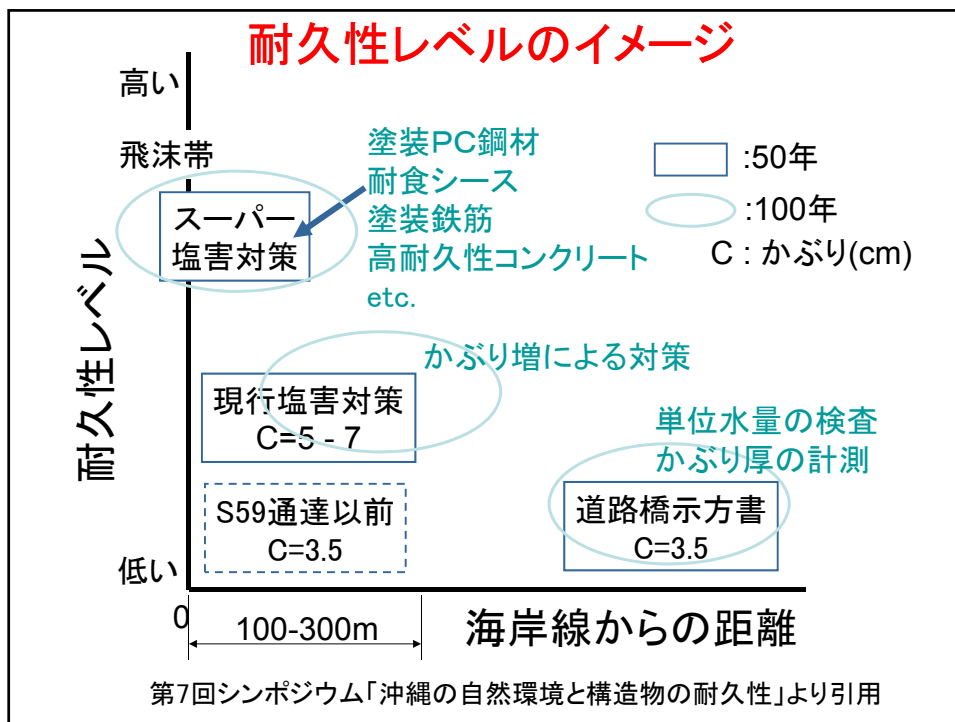 耐久性レベルのイメージ
高い
飛沫帯
スーパー
塩害対策
塗装PC鋼材
耐食シース
塗装鉄筋
高耐久性コンクリート
etc.
:50年
:100年
C : かぶり(cm)
耐久性レベル
かぶり増による対策
現行塩害対策
C=5 - 7
単位水量の検査
かぶり厚の計測
S59通達以前
C=3.5
道路橋示方書
C=3.5
低い
0
100-300m
海岸線からの距離
第7回シンポジウム「沖縄の自然環境と構造物の耐久性」より引用